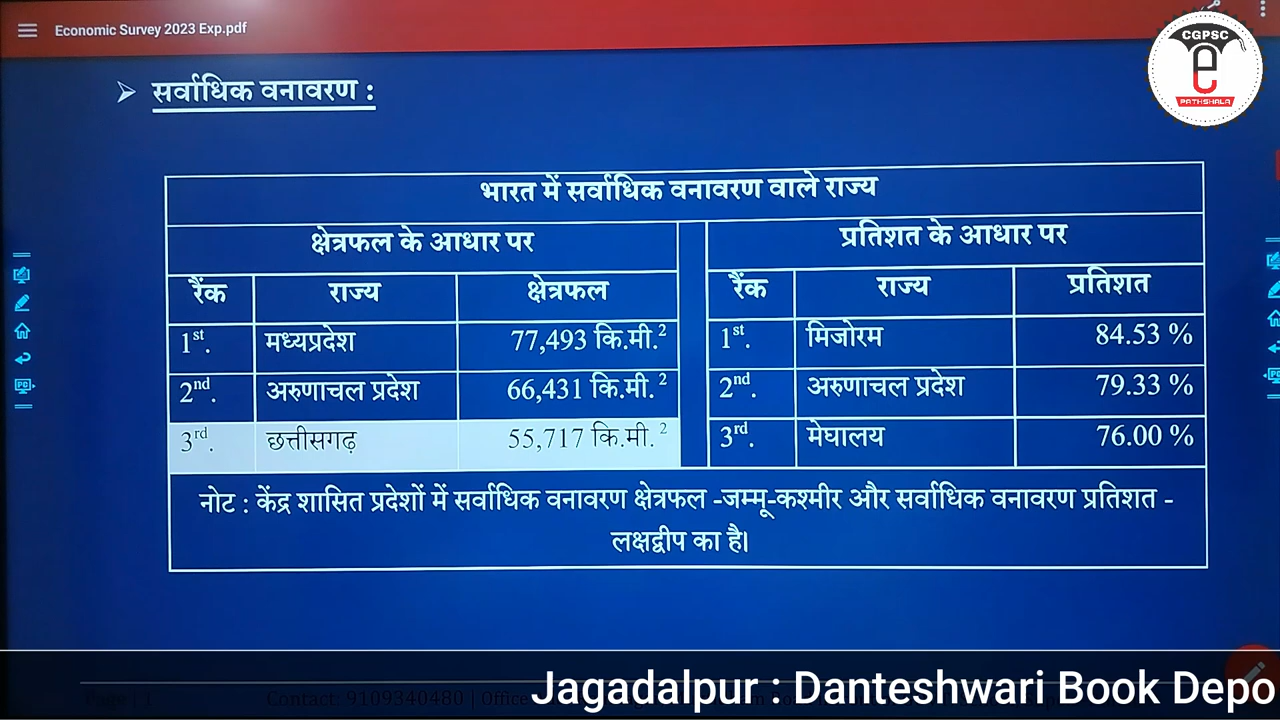 Economic Survey 2023 Exp.pdf
CGPSC
e
PATHSHALA
➢ सर्वाधिक वनावरण :
भारत में सर्वाधिक वनावरण वाले राज्य
क्षेत्रफल के आधार पर प्रतिशत के आधार पर
रैंक राज्य क्षेत्रफल रैंक राज्य प्रतिशत
1st. मध्यप्रदेश 77,493 कि.मी.² 1st. मिजोरम 84.53 %
2nd. अरुणाचल प्रदेश 66,431 कि.मी. ² 2nd. अरुणाचल प्रदेश 79.33 %
3rd. छत्तीसगढ़ 55,717 कि.मी. ² 3rd. मेघालय 76.00 %
नोट : केंद्र शासित प्रदेशों में सर्वाधिक वनावरण क्षेत्रफल -जम्मू-कश्मीर और सर्वाधिक वनावरण प्रतिशत -
लक्षद्वीप का है।
Page | 1 Contact: 9109340480 | Office
Jagadalpur : Danteshwari Book Depo